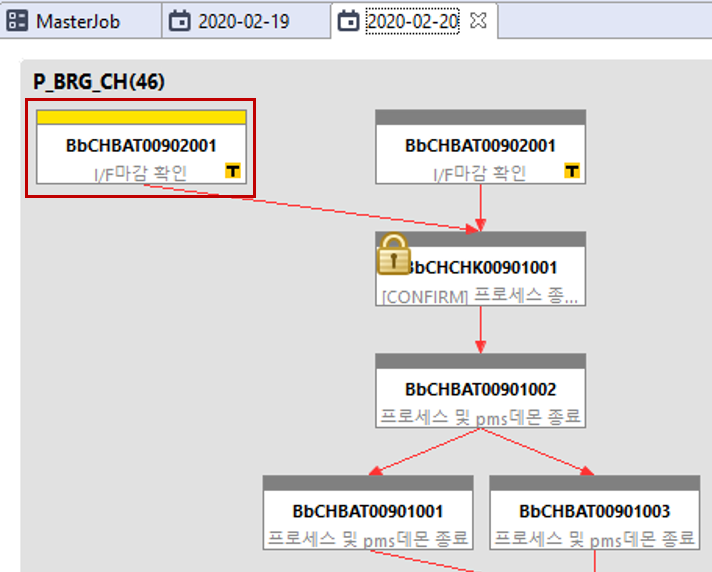 MasterJob
2020-02-19
2020-02-20
P_BRG_CH(46)
BbCHBAT00902001
I/F마감 확인
T
BbCHBAT00902001
I/F마감 확인
T
BbCHCHK00901001
[CONFIRM] 프로세스 종...
BbCHBAT00901002
프로세스 및 pms데몬 종료
BbCHBAT00901001
프로세스 및 pms데몬 종료
BbCHBAT00901003
프로세스 및 pms데몬 종료